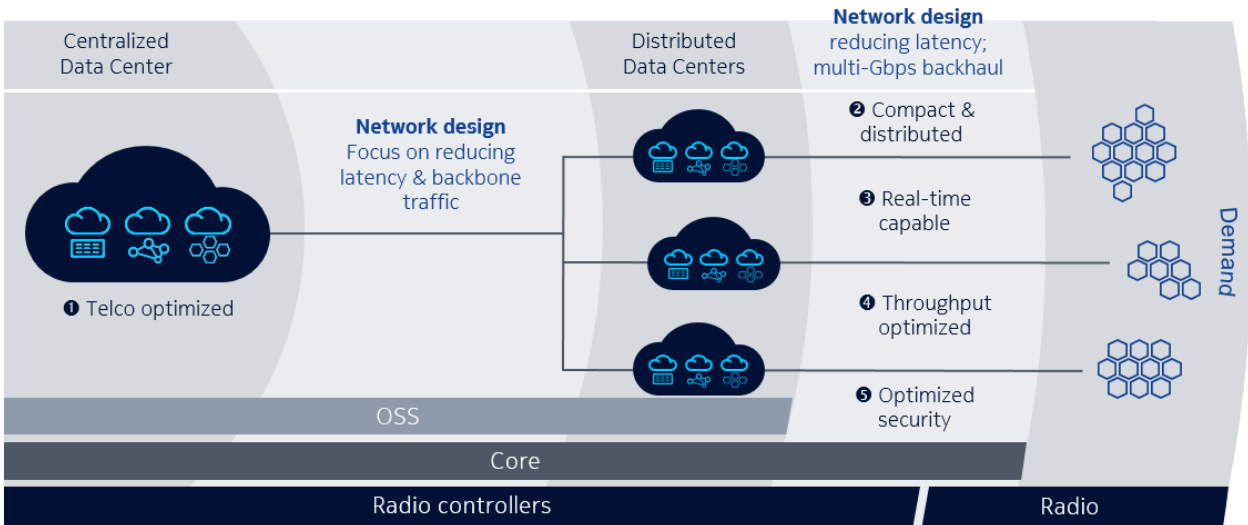 Centralized
Data Center
Distributed
Data Centers
Network design
reducing latency;
multi-Gbps backhaul
Network design
Focus on reducing
latency & backbone
traffic
❶ Telco optimized
❷ Compact &
distributed
❸ Real-time
capable
❹ Throughput
optimized
❺ Optimized
security
Demand
OSS
Core
Radio controllers
Radio